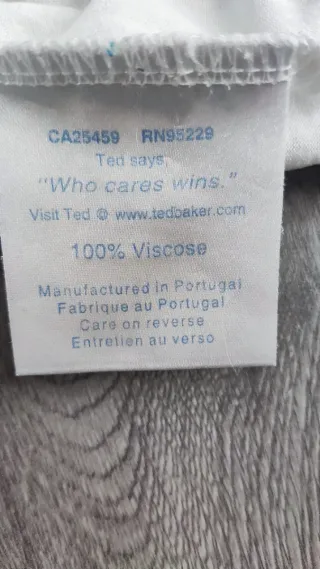 CA25459 RN95229
Ted says,
"Who cares wins."
Visit Ted @ www.tedbaker.com
100% Viscose
Manufactured in Portugal
Fabrique au Portugal
Care on reverse
Entretien au verso